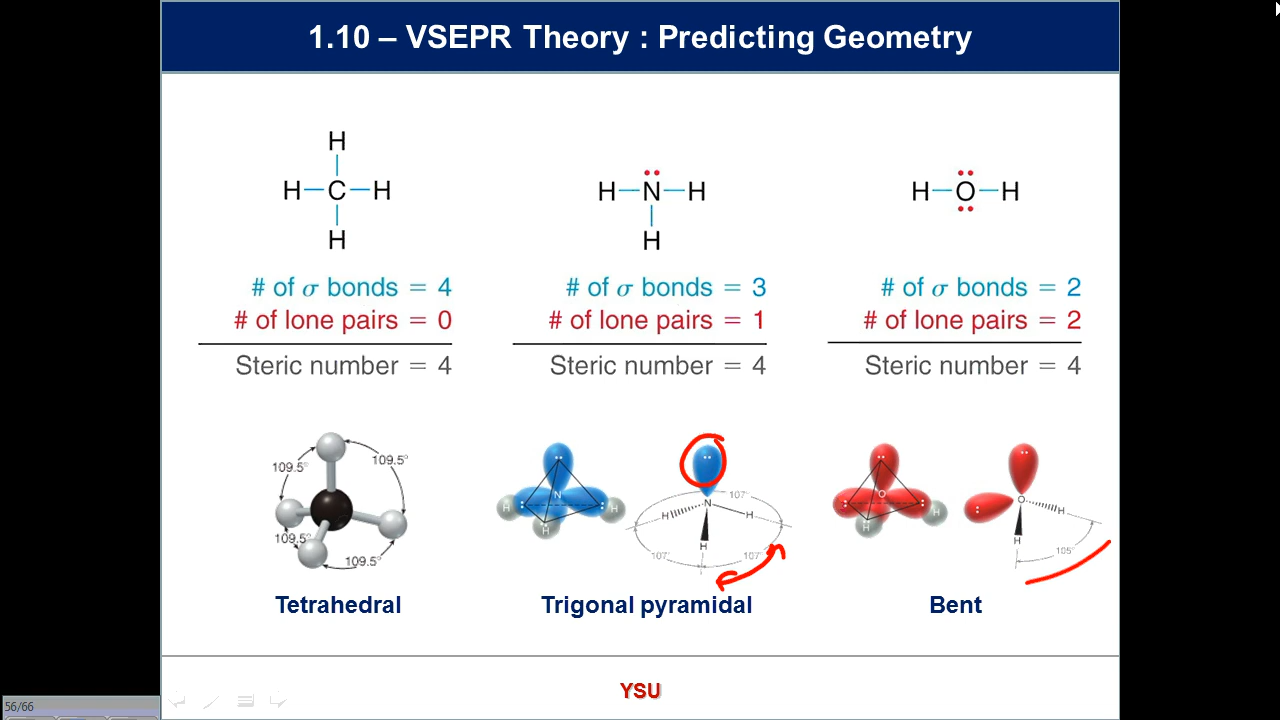 1.10 – VSEPR Theory : Predicting Geometry
H
H–C–H
H
# of σ bonds = 4
# of lone pairs = 0
Steric number = 4
H–N–H
H
# of σ bonds = 3
# of lone pairs = 1
Steric number = 4
H–O–H
# of σ bonds = 2
# of lone pairs = 2
Steric number = 4
109.5°
109.5°
109.5°
109.5°
Tetrahedral
N
H
H
H
107°
N
H
H
H
107°
107°
Trigonal pyramidal
O
H
H
O
H
H
105°
Bent
YSU
56/66